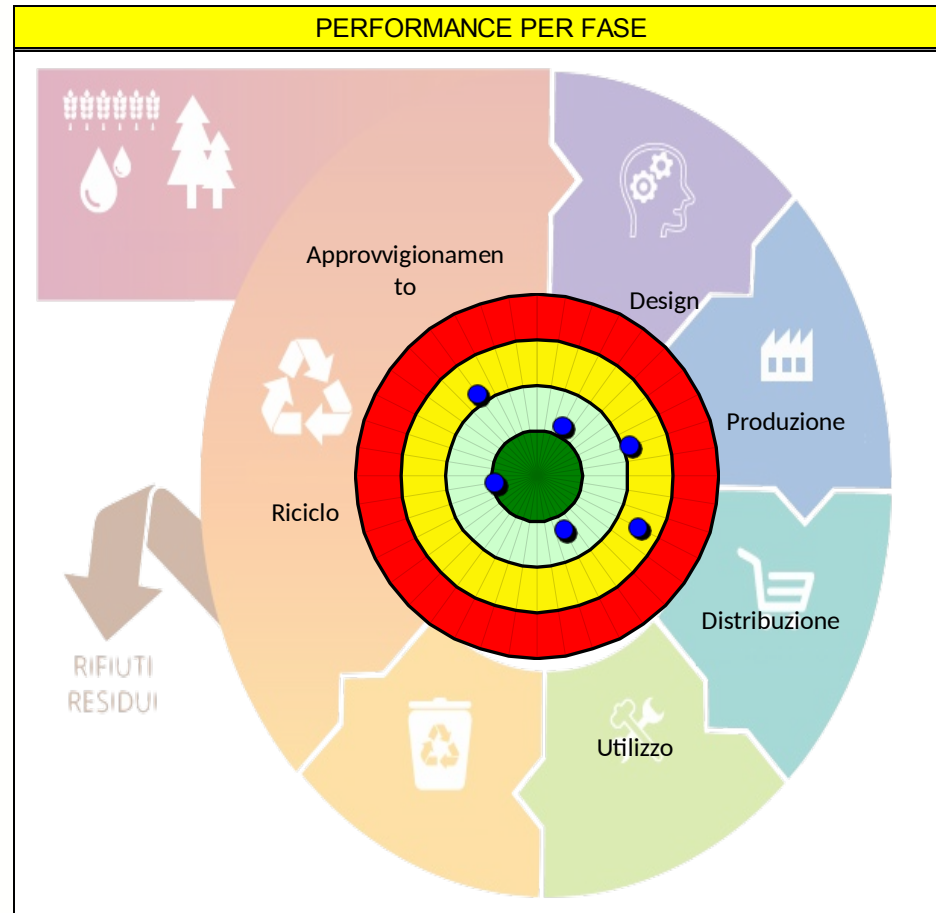 PERFORMANCE PER FASE
Approvvigionamen
to
Design
Produzione
Riciclo
Distribuzione
RIFIUTI
RESIDUI
Utilizzo